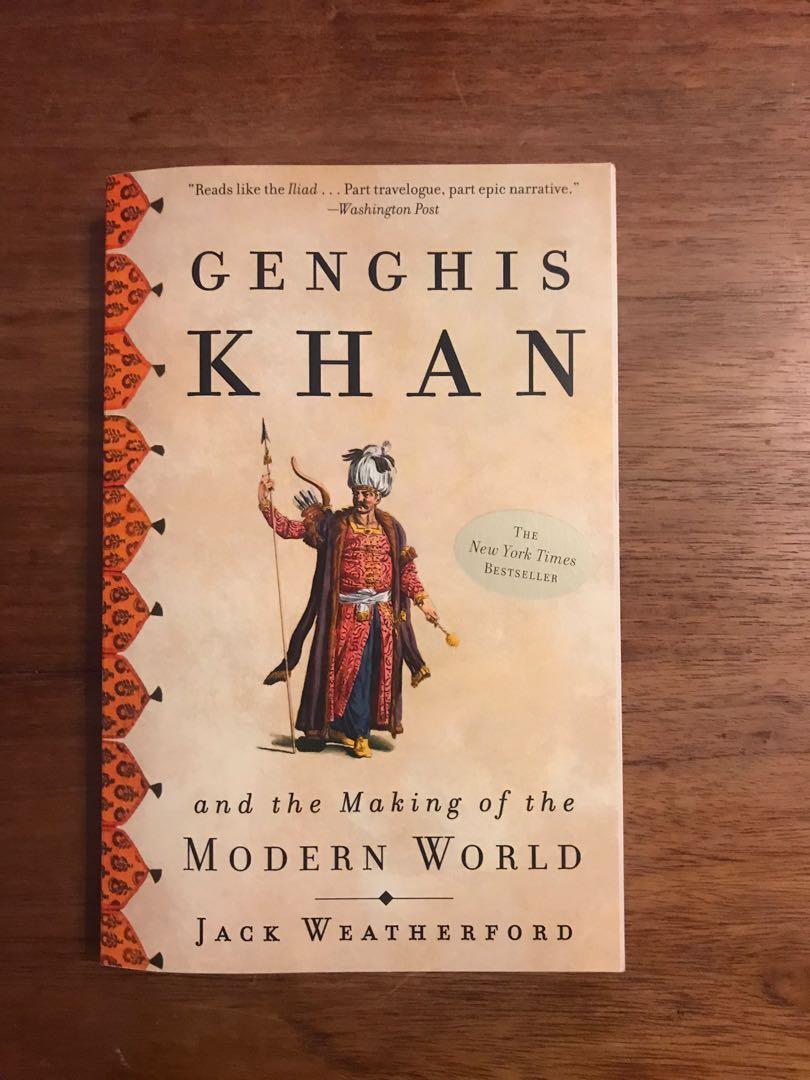 "Reads like the Iliad . . . Part travelogue, part epic narrative."
—Washington Post
GENGHIS
KHAN
THE
New York Times
BESTSELLER
and the Making of the
MODERN WORLD
JACK WEATHERFORD